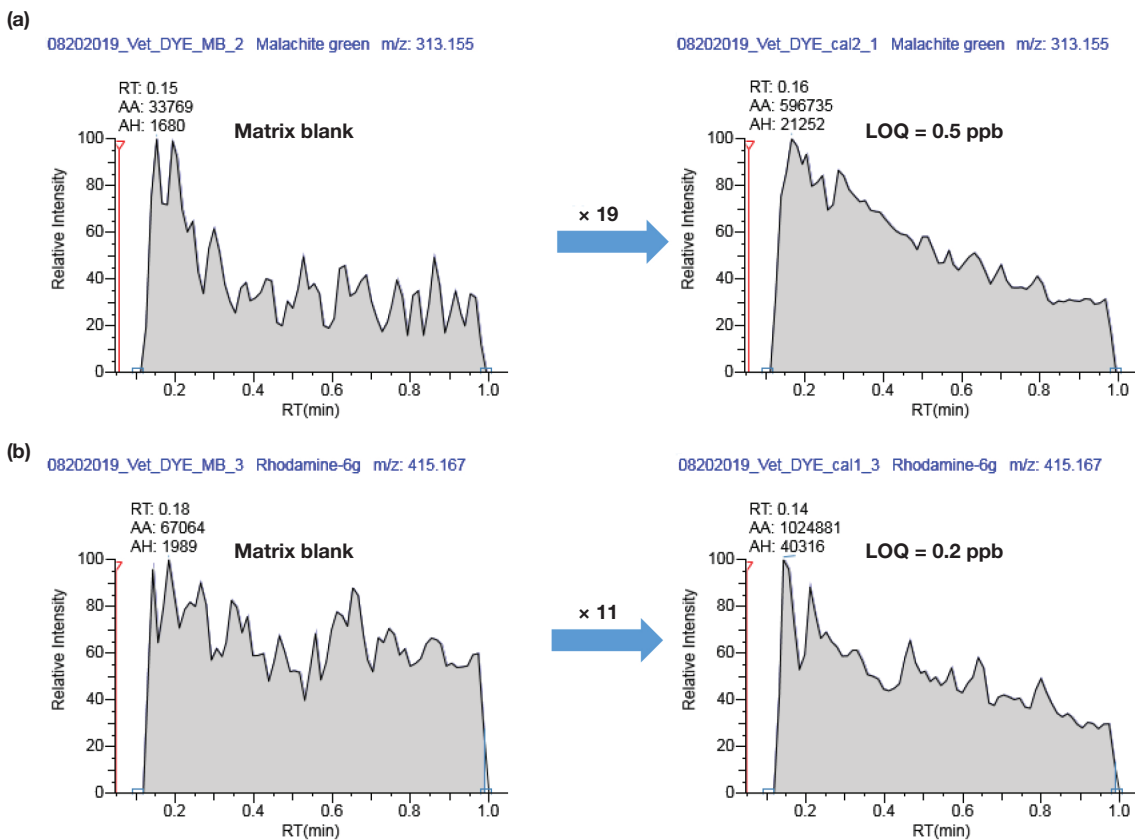 (a)
08202019_Vet_DYE_MB_2 Malachite green m/z: 313.155
RT: 0.15
AA: 33769
AH: 1680
Matrix blank
100
80
60
40
20
0
Relative Intensity
0.2 0.4 0.6 0.8 1.0
RT(min)
× 19
08202019_Vet_DYE_cal2_1 Malachite green m/z: 313.155
RT: 0.16
AA: 596735
AH: 21252
LOQ = 0.5 ppb
100
80
60
40
20
0
Relative Intensity
0.2 0.4 0.6 0.8 1.0
RT(min)
(b)
08202019_Vet_DYE_MB_3 Rhodamine-6g m/z: 415.167
RT: 0.18
AA: 67064
AH: 1989
Matrix blank
100
80
60
40
20
0
Relative Intensity
0.2 0.4 0.6 0.8 1.0
RT(min)
× 11
08202019_Vet_DYE_cal1_3 Rhodamine-6g m/z: 415.167
RT: 0.14
AA: 1024881
AH: 40316
LOQ = 0.2 ppb
100
80
60
40
20
0
Relative Intensity
0.2 0.4 0.6 0.8 1.0
RT(min)